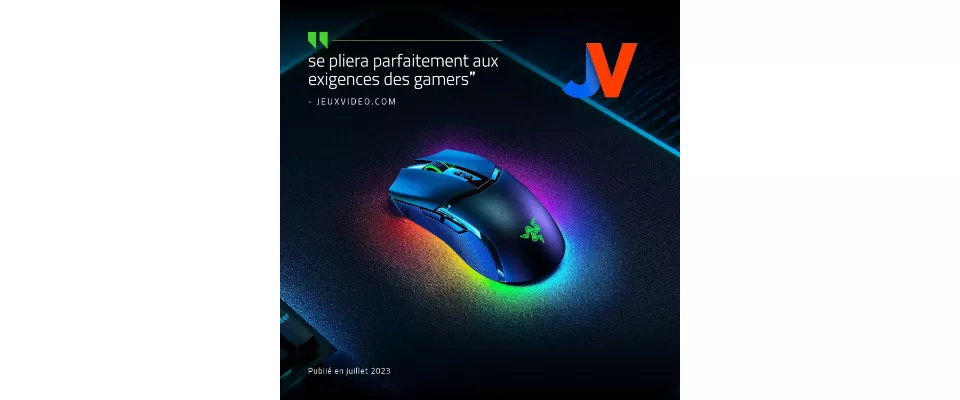 se pliera parfaitement aux
exigences des gamers”
- JEUXVIDEO.COM
JV
Publié en juillet 2023